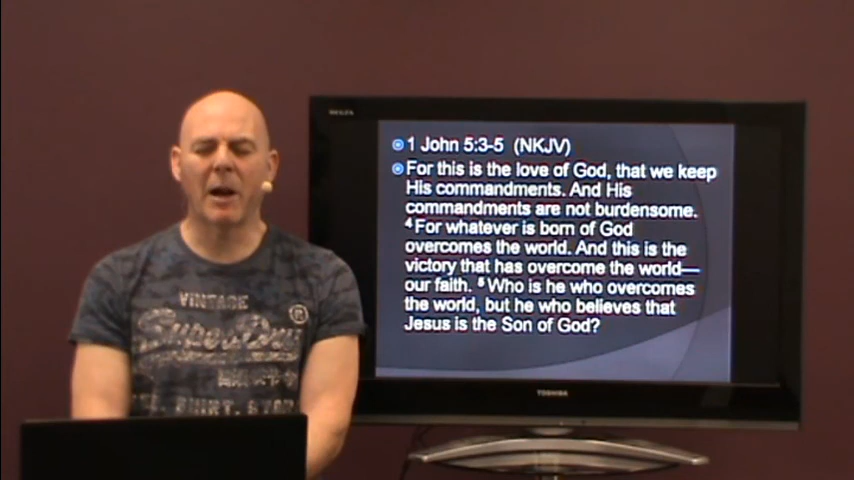 REGZA
1 John 5:3-5 (NKJV)
For this is the love of God, that we keep
His commandments. And His
commandments are not burdensome.
4 For whatever is born of God
overcomes the world. And this is the
victory that has overcome the world—
our faith. 5 Who is he who overcomes
the world, but he who believes that
Jesus is the Son of God?
TOSHIBA
VINTAGE
SuperDry
®